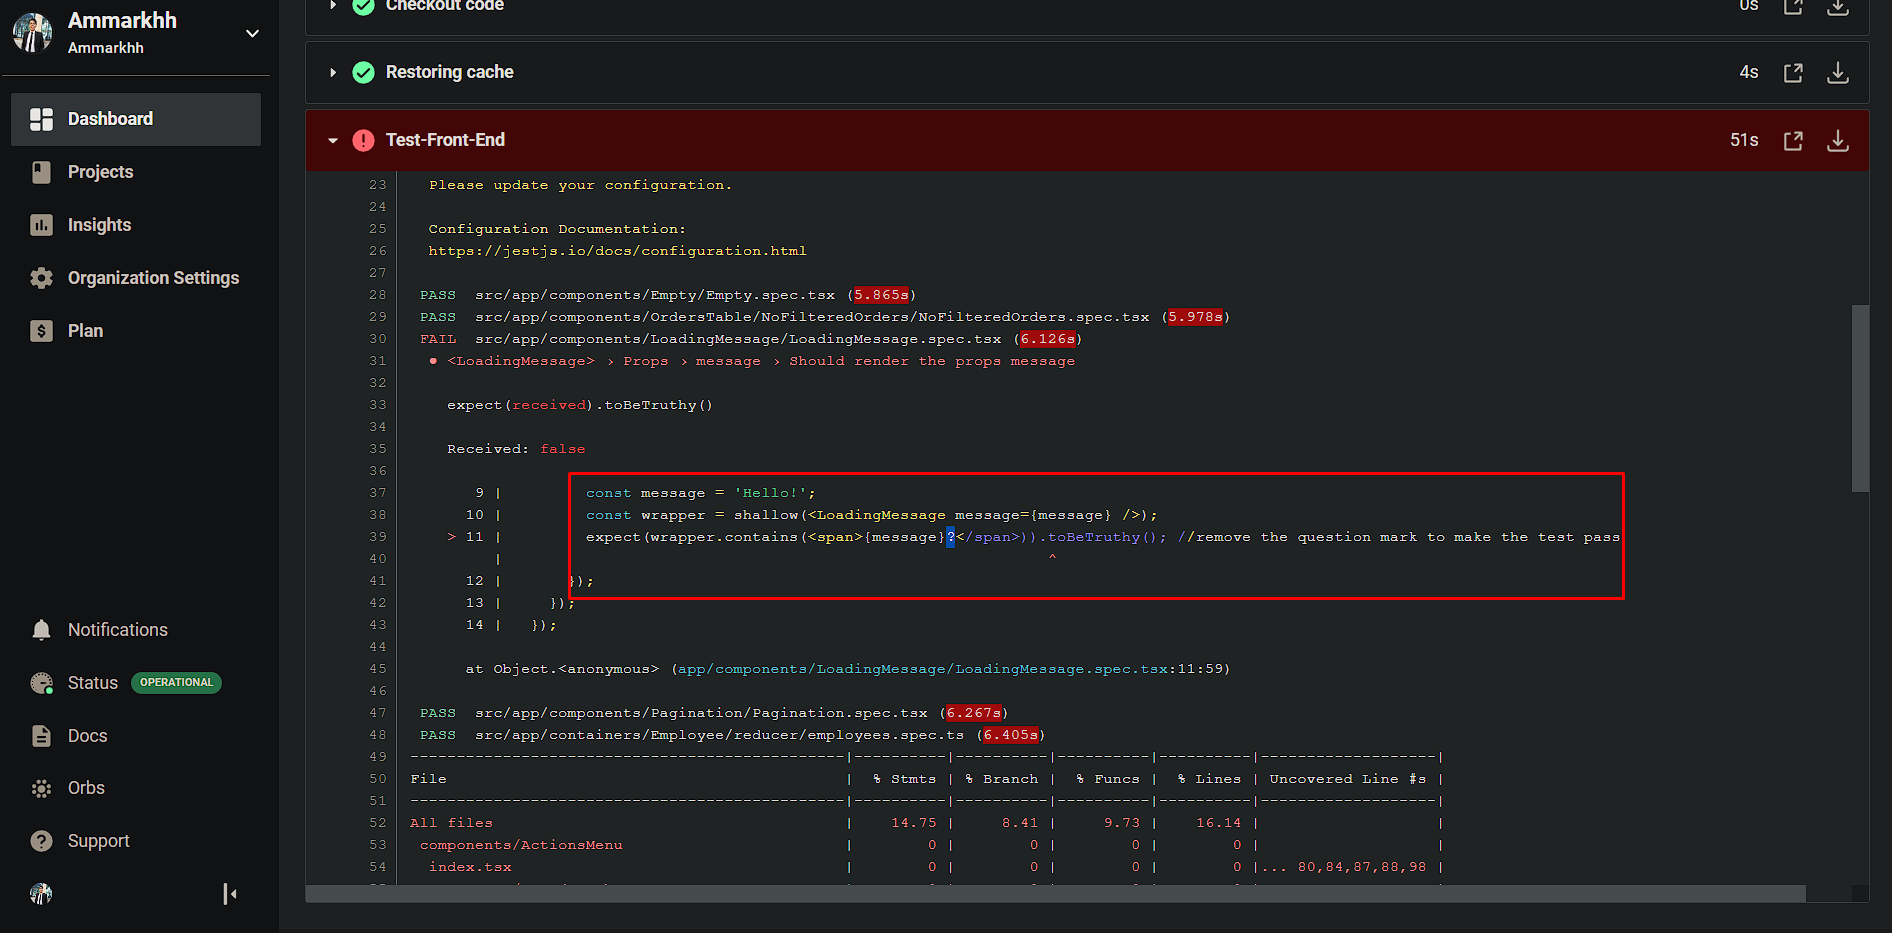 Ammarkhh
Ammarkhh
Dashboard
Projects
Insights
Organization Settings
Plan
Notifications
Status OPERATIONAL
Docs
Orbs
Support
Checkout code 0s
Restoring cache 4s
Test-Front-End 51s
23 Please update your configuration.
24
25 Configuration Documentation:
26 https://jestjs.io/docs/configuration.html
27
28 PASS src/app/components/Empty/Empty.spec.tsx (5.865s)
29 PASS src/app/components/OrdersTable/NoFilteredOrders/NoFilteredOrders.spec.tsx (5.978s)
30 FAIL src/app/components/LoadingMessage/LoadingMessage.spec.tsx (6.126s)
31 ● <LoadingMessage> › Props › message › Should render the props message
32
33 expect(received).toBeTruthy()
34
35 Received: false
36
37 9 | const message = 'Hello!';
38 10 | const wrapper = shallow(<LoadingMessage message={message} />);
39 > 11 | expect(wrapper.contains(<span>{message}?</span>)).toBeTruthy(); //remove the question mark to make the test pass
40 | ^
41 12 | });
42 13 | });
43 14 | });
44
45 at Object.<anonymous> (app/components/LoadingMessage/LoadingMessage.spec.tsx:11:59)
46
47 PASS src/app/components/Pagination/Pagination.spec.tsx (6.267s)
48 PASS src/app/containers/Employee/reducer/employees.spec.ts (6.405s)
49 -----------------------------------------------|----------|----------|----------|----------|-------------------|
50 File | % Stmts | % Branch | % Funcs | % Lines | Uncovered Line #s |
51 -----------------------------------------------|----------|----------|----------|----------|-------------------|
52 All files | 14.75 | 8.41 | 9.73 | 16.14 | |
53 components/ActionsMenu | 0 | 0 | 0 | 0 | |
54 index.tsx | 0 | 0 | 0 | 0 |... 80,84,87,88,98 |